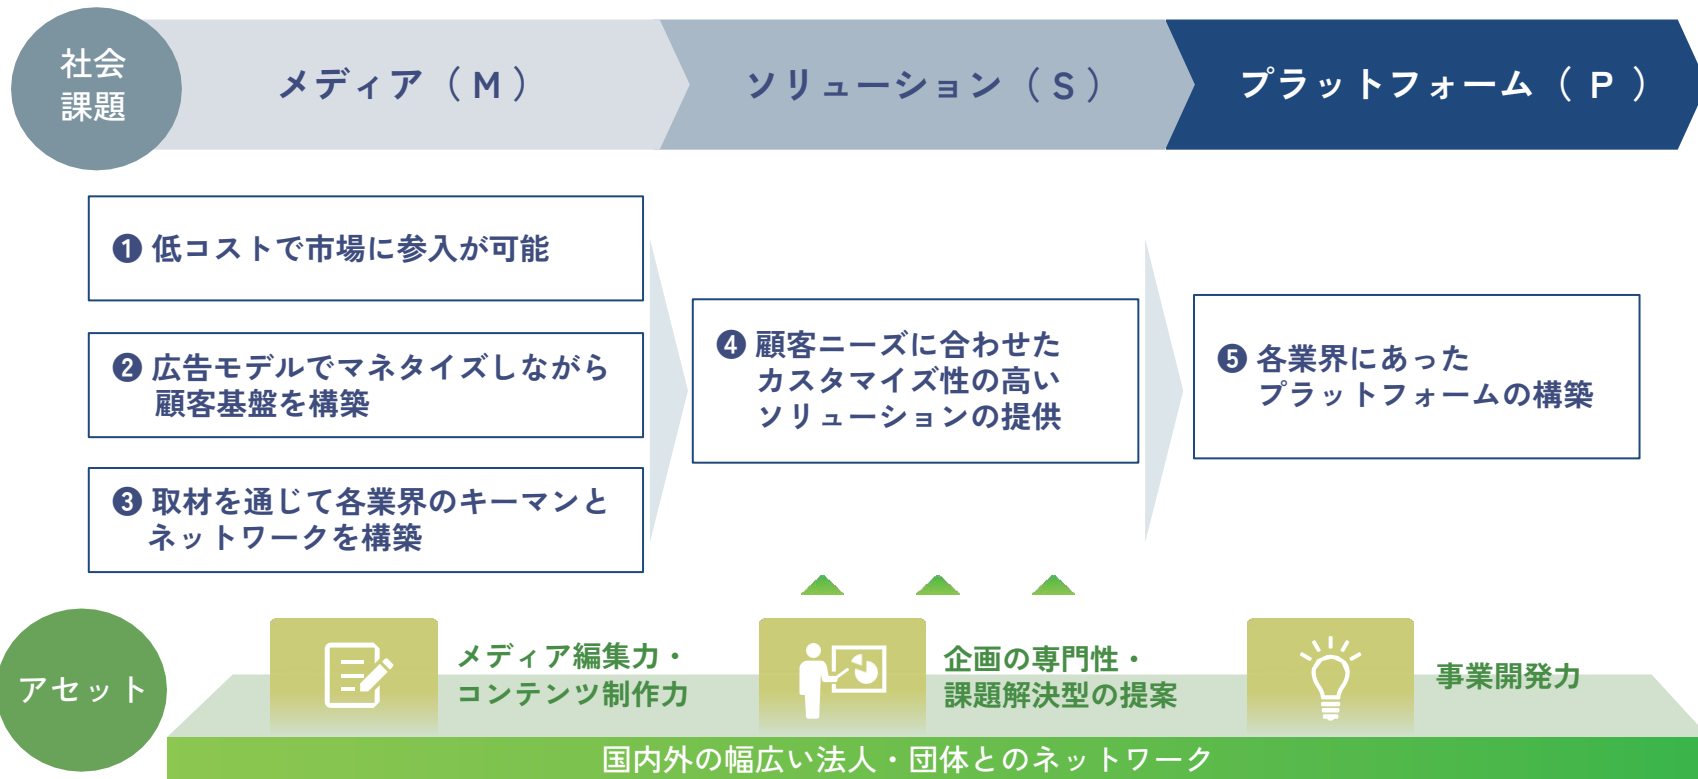 社会
課題
メディア（M）
ソリューション（S）
プラットフォーム（P）
❶ 低コストで市場に参入が可能
❷ 広告モデルでマネタイズしながら
顧客基盤を構築
❸ 取材を通じて各業界のキーマンと
ネットワークを構築
❹ 顧客ニーズに合わせた
カスタマイズ性の高い
ソリューションの提供
❺ 各業界にあった
プラットフォームの構築
アセット
メディア編集力・
コンテンツ制作力
企画の専門性・
課題解決型の提案
事業開発力
国内外の幅広い法人・団体とのネットワーク